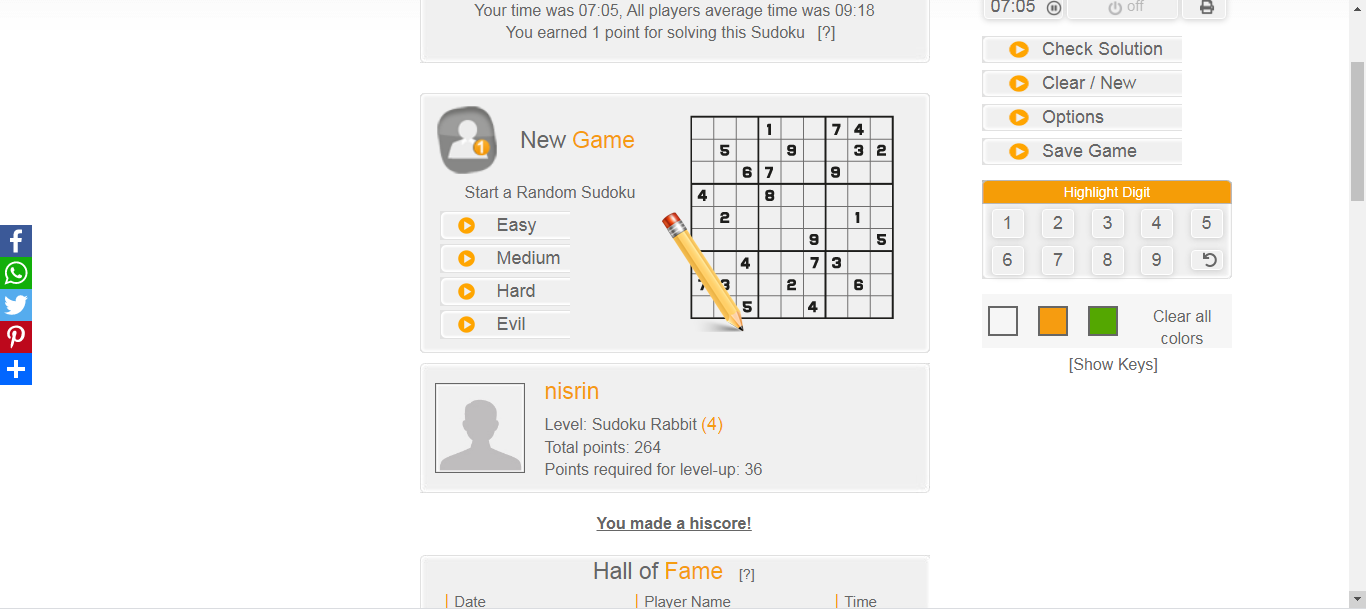 Your time was 07:05, All players average time was 09:18
You earned 1 point for solving this Sudoku [?]
07:05 off
Check Solution
Clear / New
Options
Save Game
New Game
1
Start a Random Sudoku
Easy
Medium
Hard
Evil
1 7 4
5 9 3 2
6 7 9
4 8
2 1
9 5
4 7 3
7 3 2 6
5 4
Highlight Digit
1 2 3 4 5
6 7 8 9
Clear all
colors
[Show Keys]
nisrin
Level: Sudoku Rabbit (4)
Total points: 264
Points required for level-up: 36
You made a hiscore!
Hall of Fame [?]
Date Player Name Time